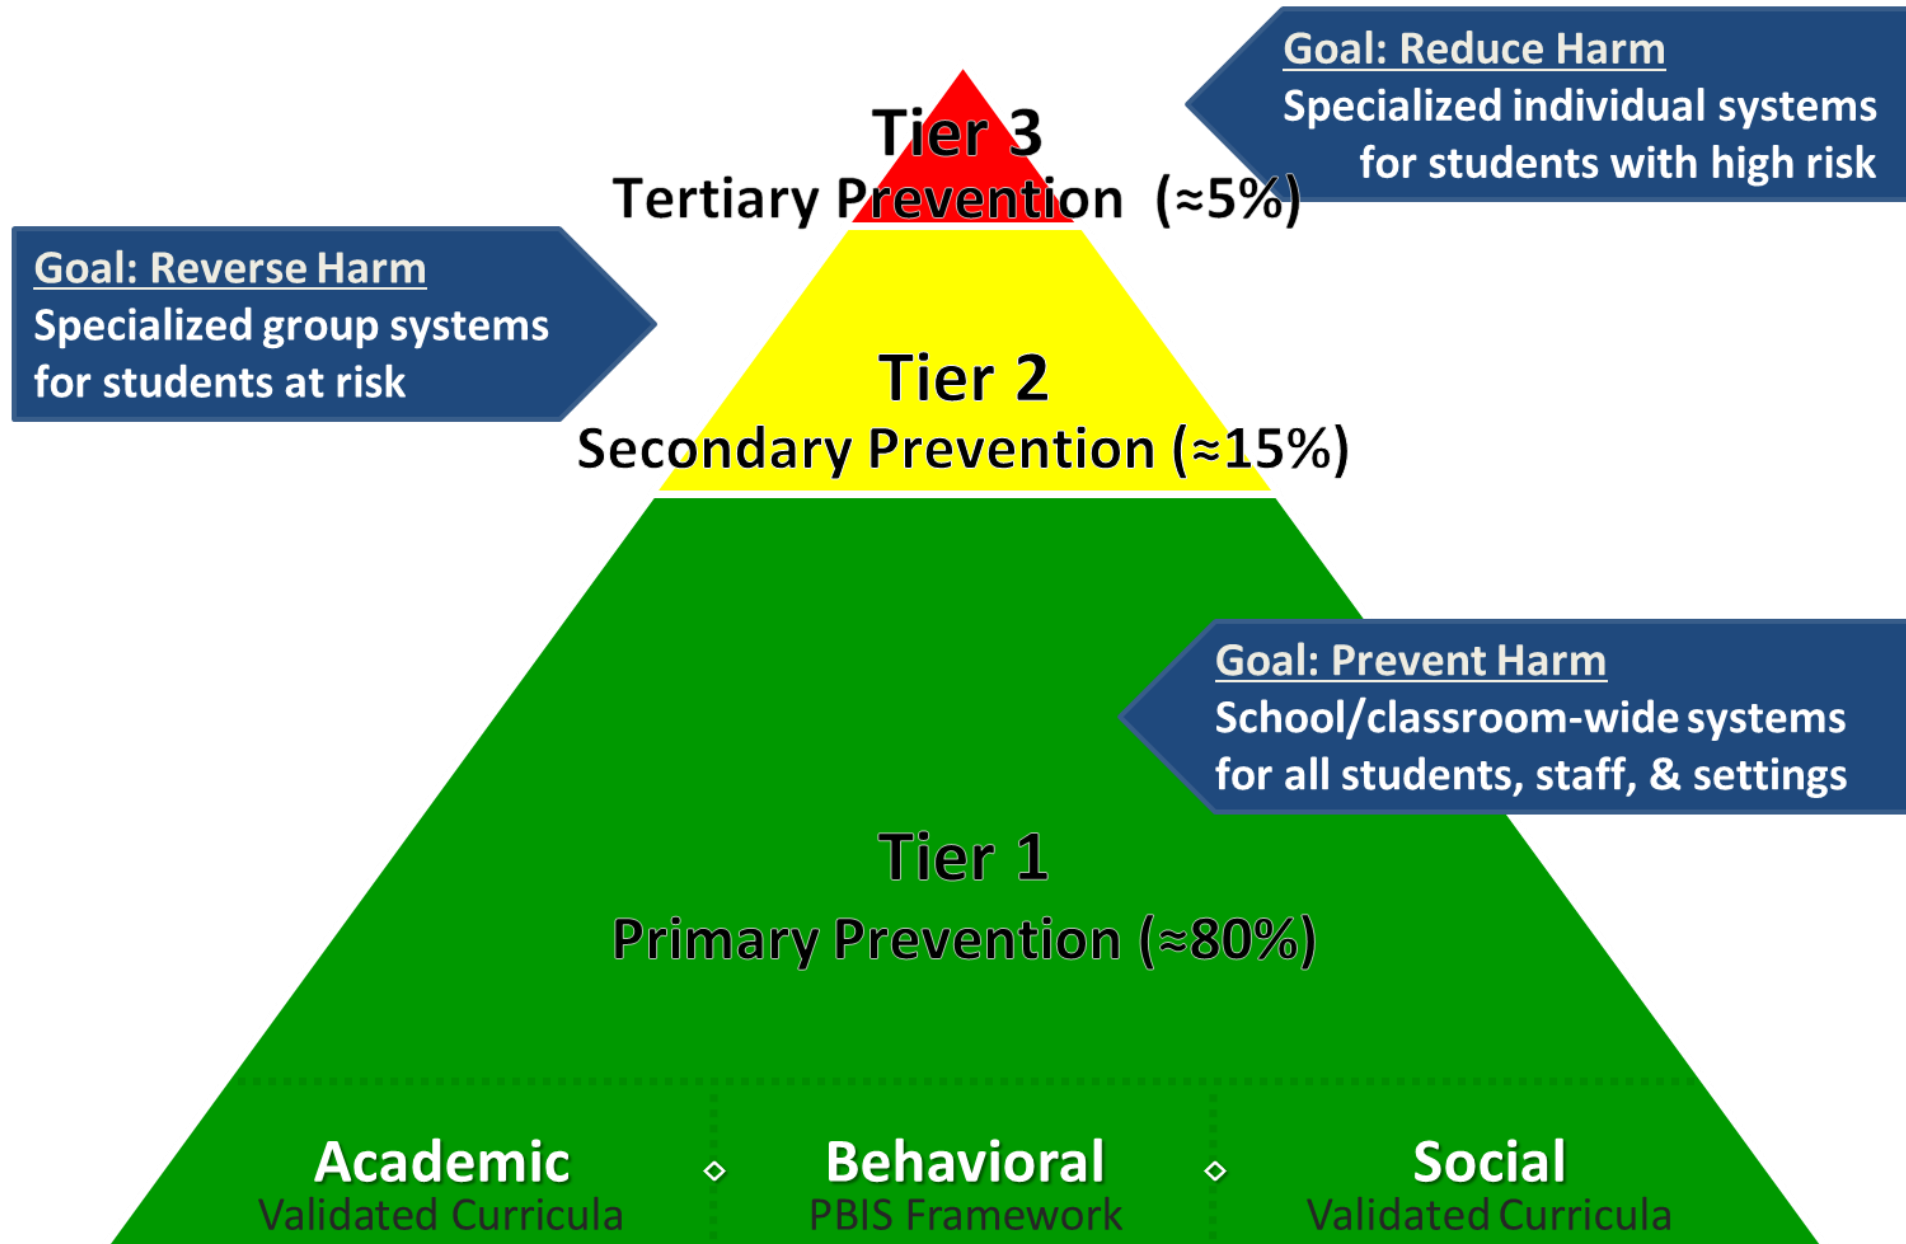 Goal: Reduce Harm
Specialized individual systems
for students with high risk
Tier 3
Tertiary Prevention (≈5%)
Goal: Reverse Harm
Specialized group systems
for students at risk
Tier 2
Secondary Prevention (≈15%)
Goal: Prevent Harm
School/classroom-wide systems
for all students, staff, & settings
Tier 1
Primary Prevention (≈80%)
Academic ◇ Behavioral ◇ Social
Validated Curricula PBIS Framework Validated Curricula